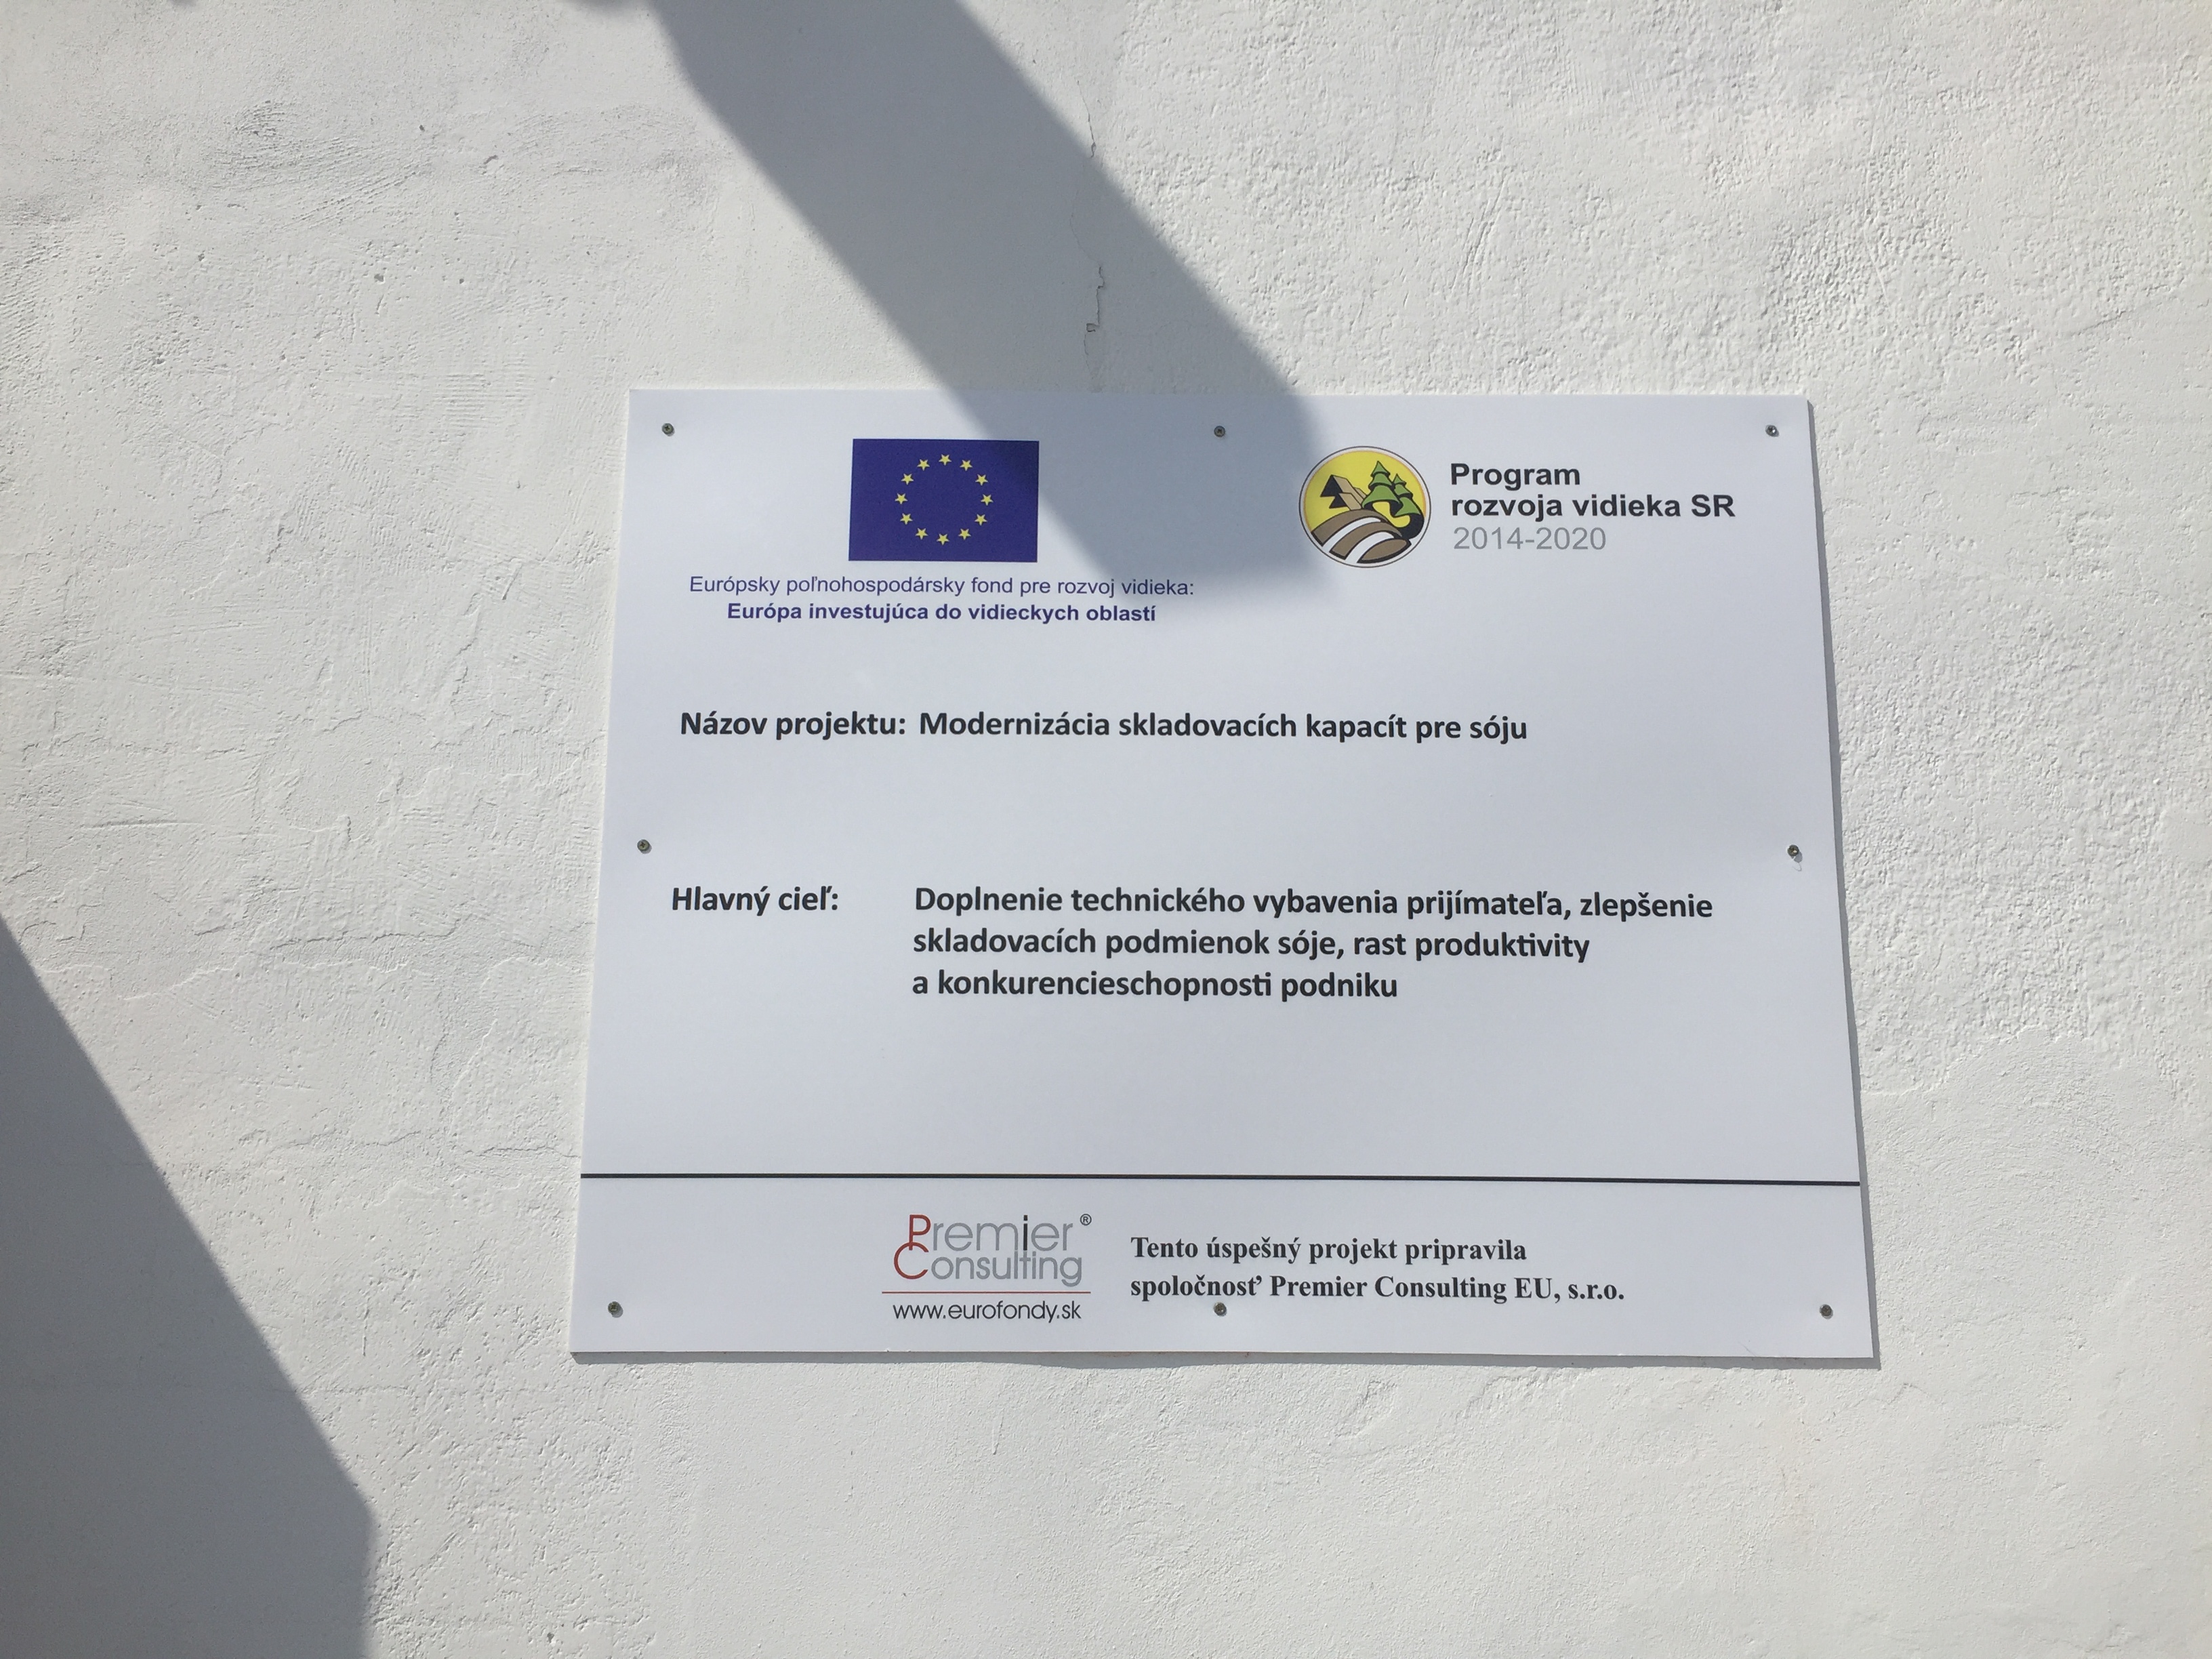 Európsky poľnohospodársky fond pre rozvoj vidieka:
Európa investujúca do vidieckych oblastí
Program
rozvoja vidieka SR
2014-2020
Názov projektu: Modernizácia skladovacích kapacít pre sóju
Hlavný cieľ: Doplnenie technického vybavenia prijímateľa, zlepšenie
skladovacích podmienok sóje, rast produktivity
a konkurencieschopnosti podniku
Premier ®
Consulting
www.eurofondy.sk
Tento úspešný projekt pripravila
spoločnosť Premier Consulting EU, s.r.o.